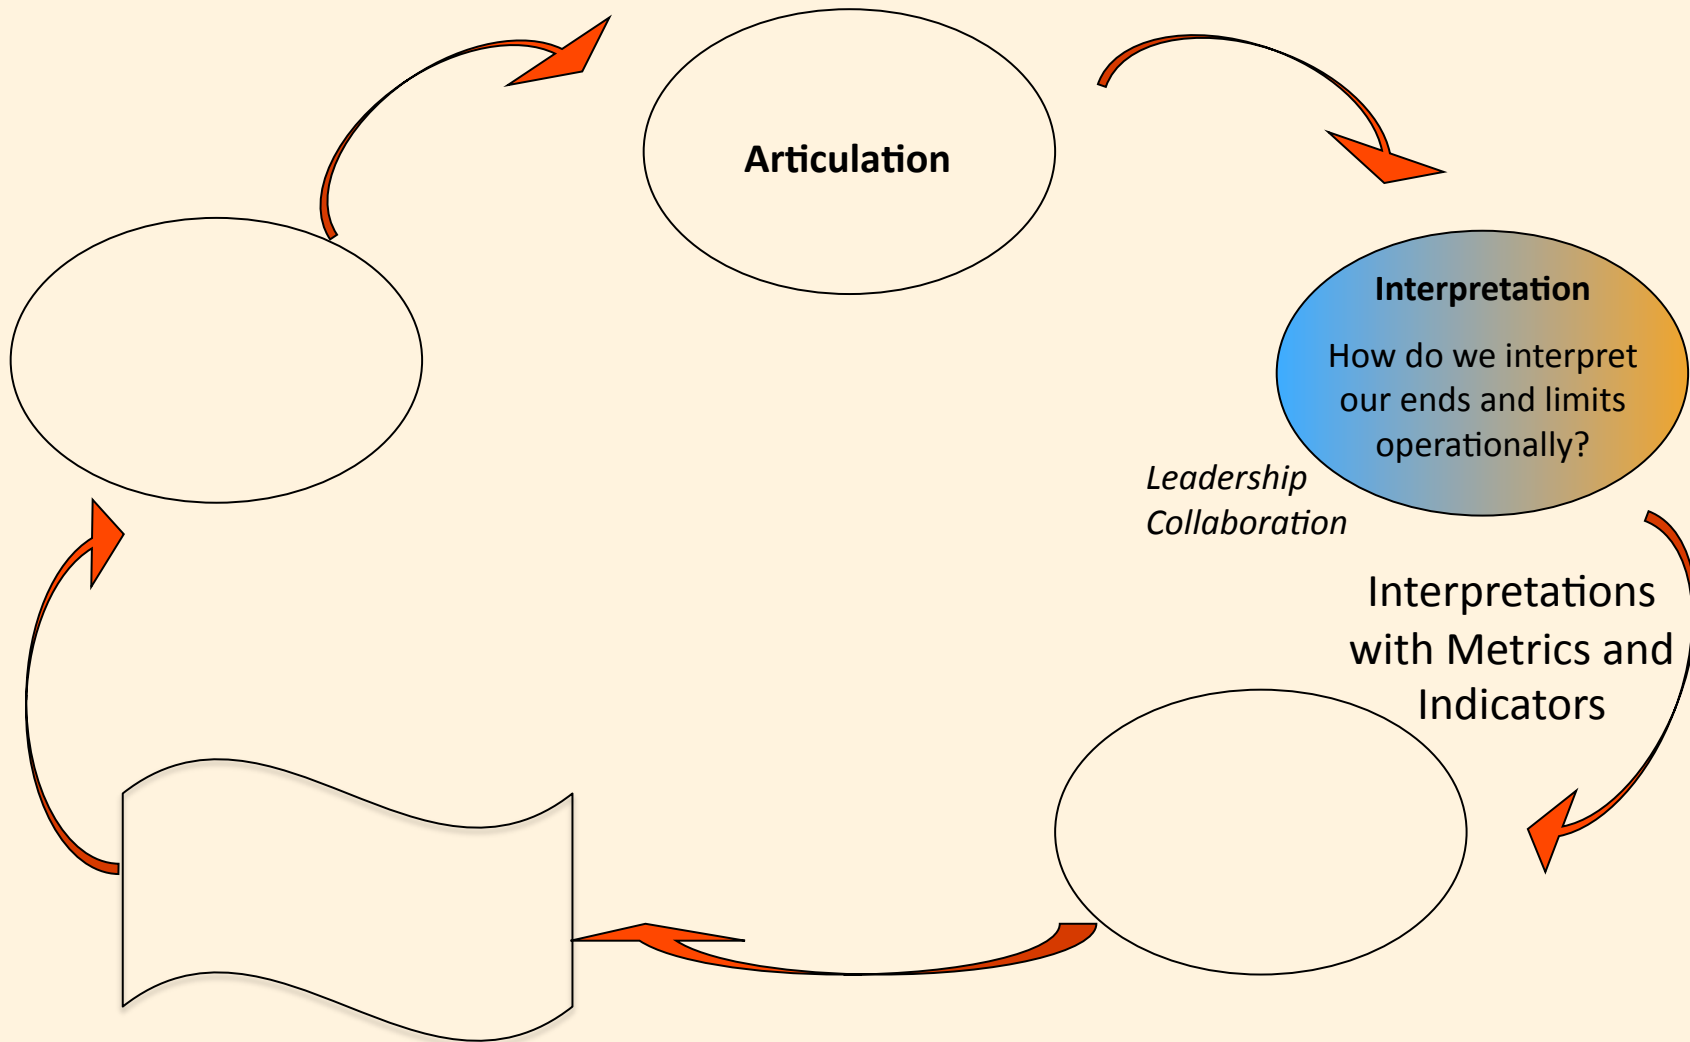 Articulation
Interpretation
How do we interpret
our ends and limits
operationally?
Leadership
Collaboration
Interpretations
with Metrics and
Indicators